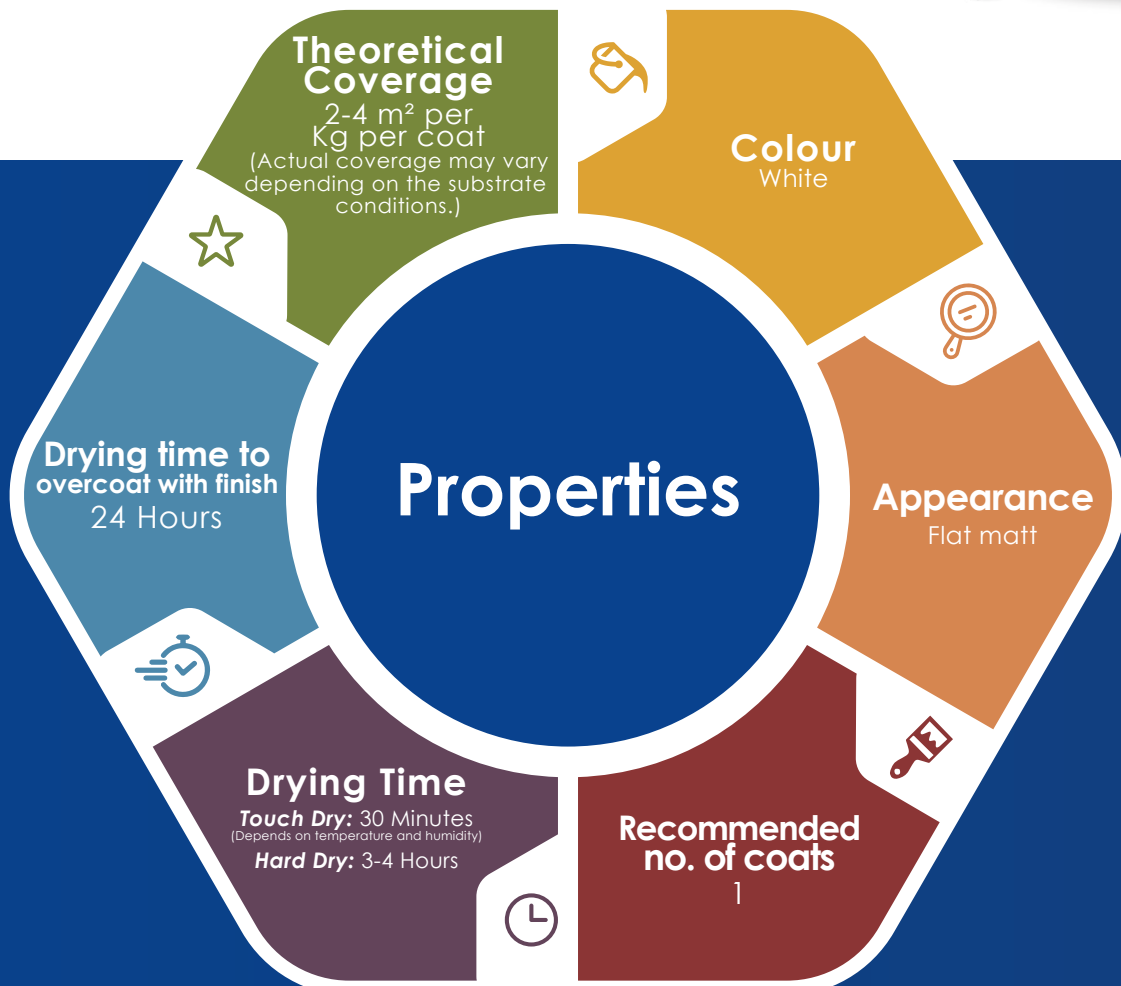 Theoretical
Coverage
2-4 m² per
Kg per coat
(Actual coverage may vary
depending on the substrate
conditions.)
Colour
White
Drying time to
overcoat with finish
24 Hours
Properties
Appearance
Flat matt
Drying Time
Touch Dry: 30 Minutes
(Depends on temperature and humidity)
Hard Dry: 3-4 Hours
Recommended
no. of coats
1